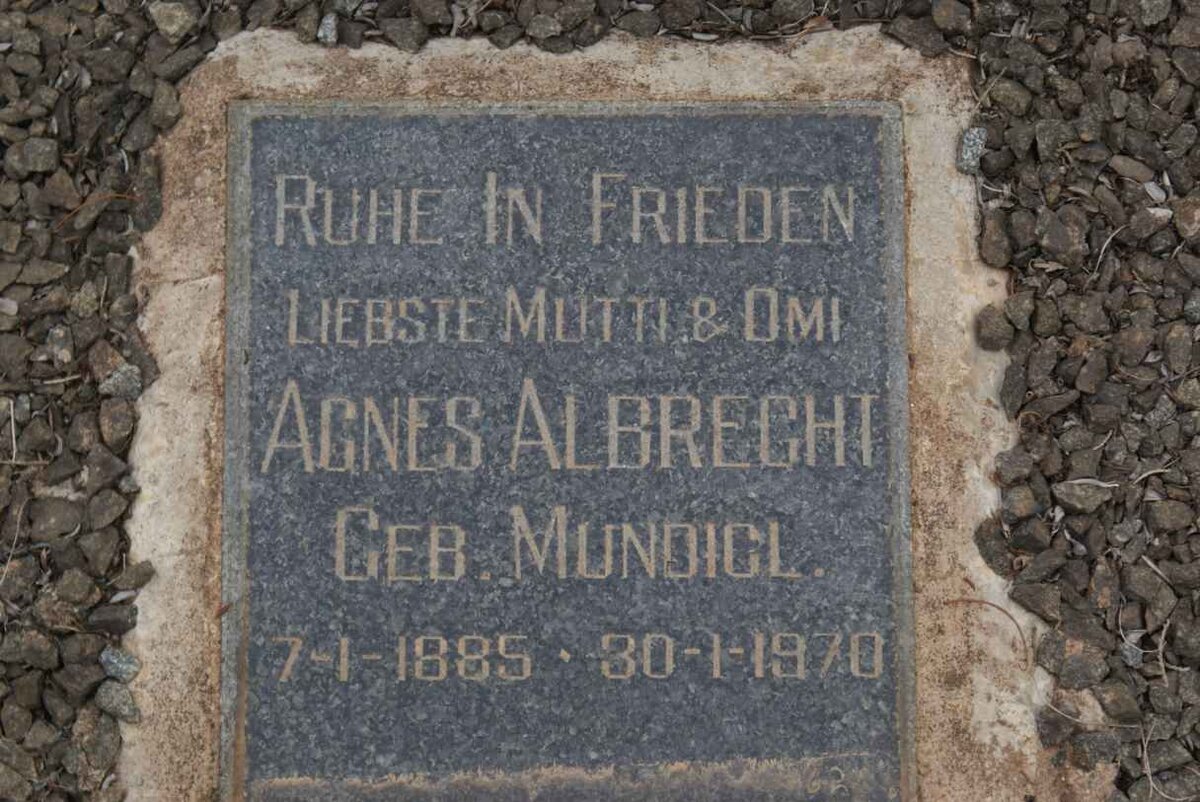 RUHE IN FRIEDEN
LIEBSTE MUTTI & OMI
AGNES ALBRECHT
GEB. MUNDIGL.
7-1-1885 · 30-1-1970